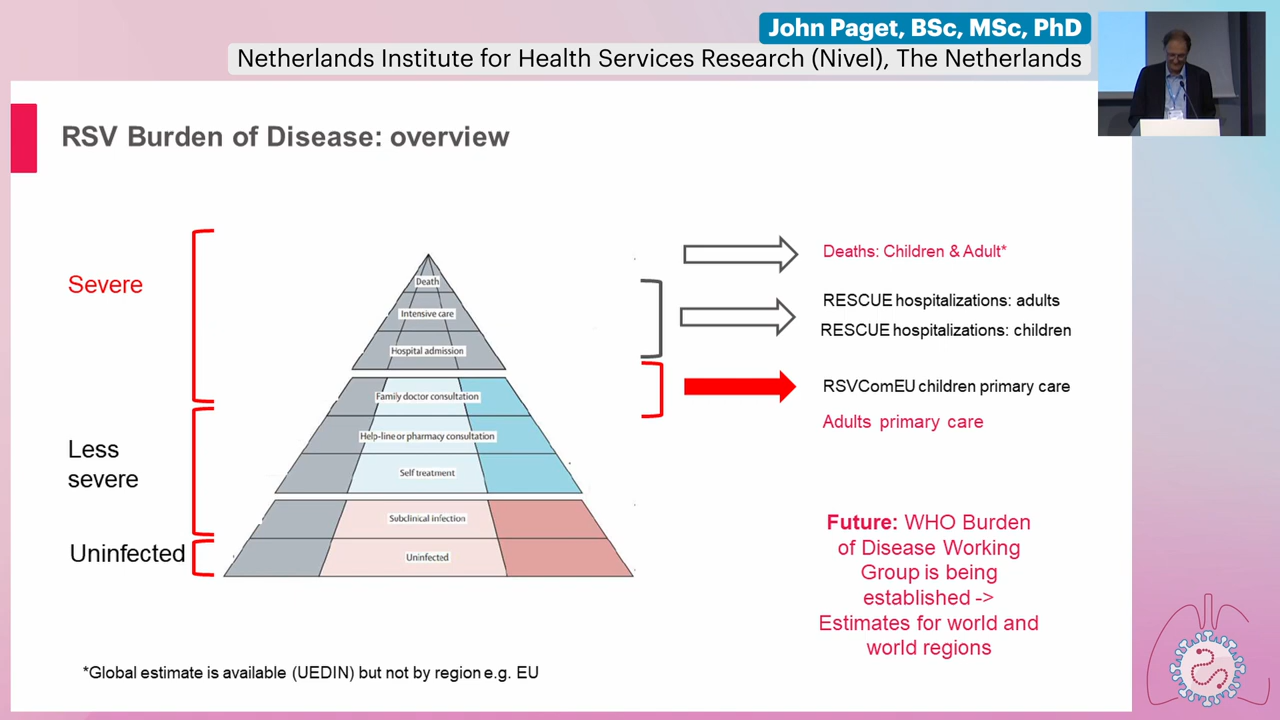 John Paget, BSc, MSc, PhD
Netherlands Institute for Health Services Research (Nivel), The Netherlands
RSV Burden of Disease: overview
Severe
Less
severe
Uninfected
Death
Intensive care
Hospital admission
Family doctor consultation
Help-line or pharmacy consultation
Self treatment
Subclinical infection
Uninfected
Deaths: Children & Adult*
RESCUE hospitalizations: adults
RESCUE hospitalizations: children
RSVComEU children primary care
Adults primary care
Future: WHO Burden
of Disease Working
Group is being
established ->
Estimates for world and
world regions
*Global estimate is available (UEDIN) but not by region e.g. EU